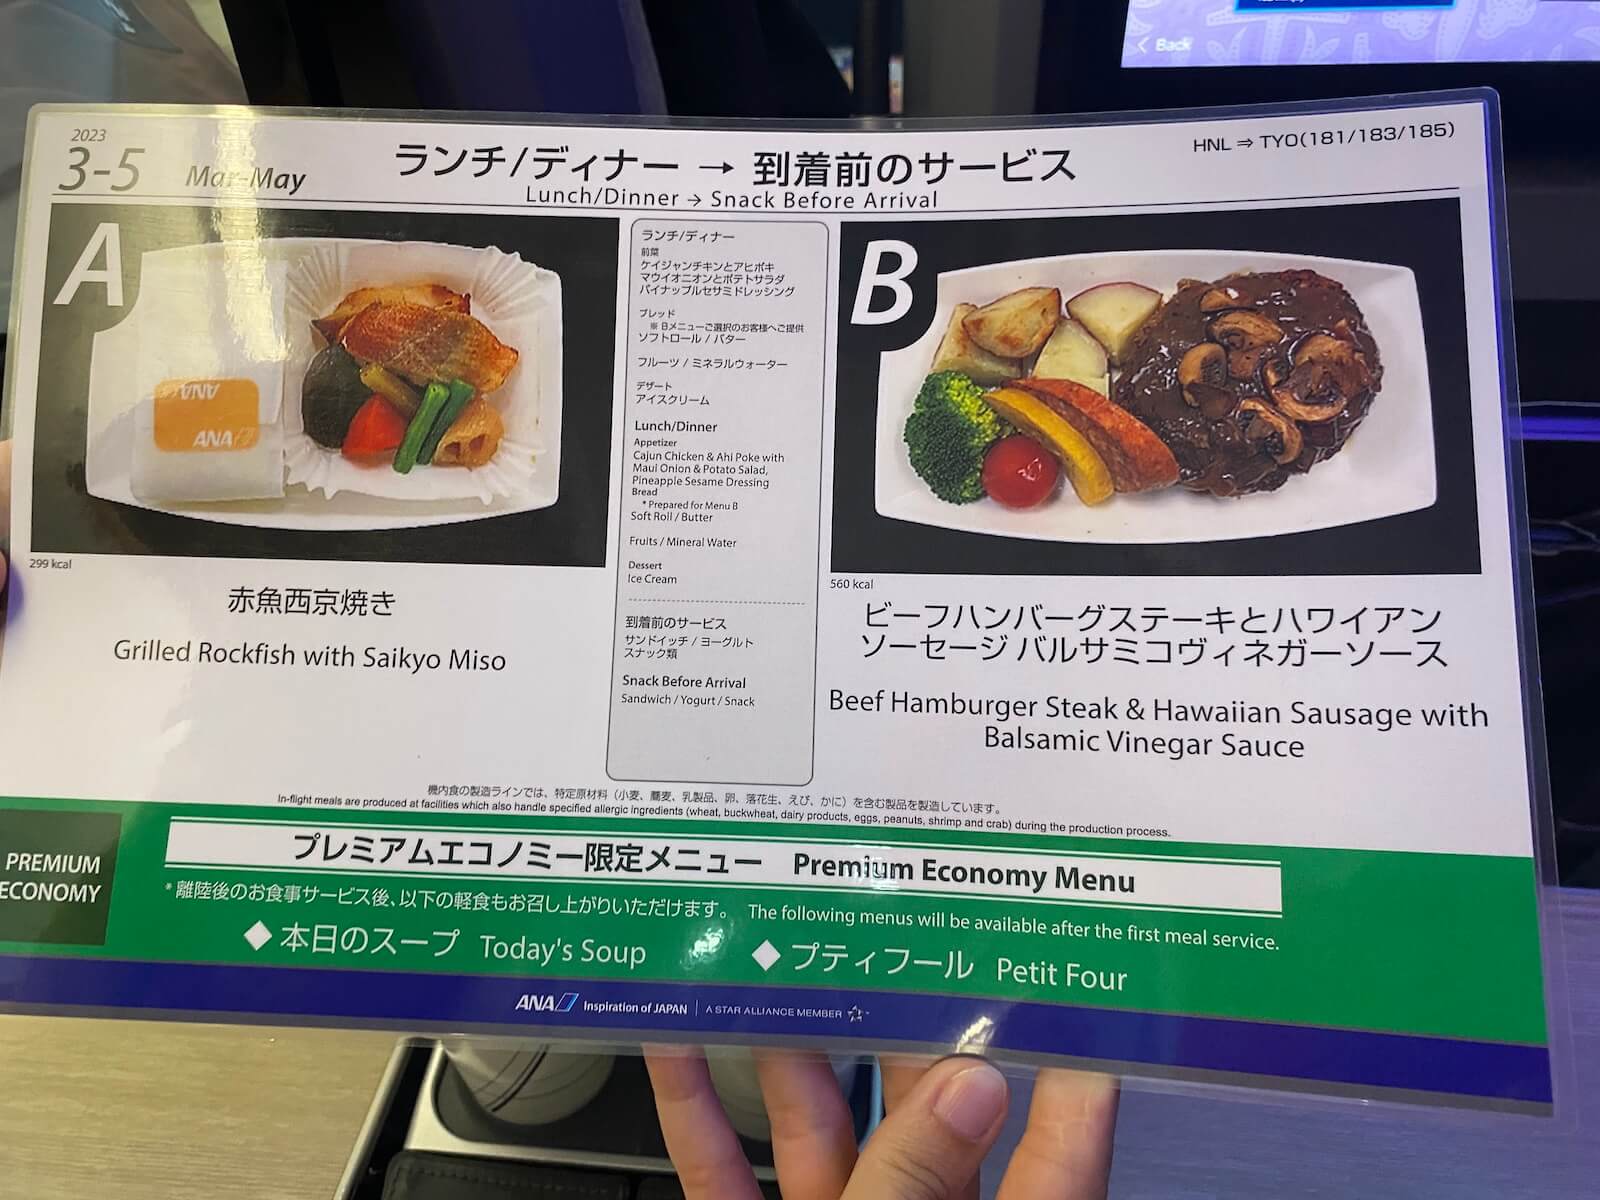 Back
2023
3-5 Mar-May
ランチ/ディナー → 到着前のサービス
Lunch/Dinner → Snack Before Arrival
HNL ⇒ TYO(181/183/185)
A
ANA
ANA
299 kcal
赤魚西京焼き
Grilled Rockfish with Saikyo Miso
ランチ/ディナー
前菜
ケイジャンチキンとアヒポキ
マウイオニオンとポテトサラダ
パイナップルセサミドレッシング
ブレッド
※ Bメニューご選択のお客様へご提供
ソフトロール / バター
フルーツ / ミネラルウォーター
デザート
アイスクリーム
Lunch/Dinner
Appetizer
Cajun Chicken & Ahi Poke with
Maui Onion & Potato Salad,
Pineapple Sesame Dressing
Bread
* Prepared for Menu B
Soft Roll / Butter
Fruits / Mineral Water
Dessert
Ice Cream
到着前のサービス
サンドイッチ / ヨーグルト
スナック類
Snack Before Arrival
Sandwich / Yogurt / Snack
B
560 kcal
ビーフハンバーグステーキとハワイアン
ソーセージ バルサミコヴィネガーソース
Beef Hamburger Steak & Hawaiian Sausage with
Balsamic Vinegar Sauce
機内食の製造ラインでは、特定原材料（小麦、蕎麦、乳製品、卵、落花生、えび、かに）を含む製品を製造しています。
In-flight meals are produced at facilities which also handle specified allergic ingredients (wheat, buckwheat, dairy products, eggs, peanuts, shrimp and crab) during the production process.
PREMIUM
ECONOMY
プレミアムエコノミー限定メニュー Premium Economy Menu
*離陸後のお食事サービス後、以下の軽食もお召し上がりいただけます。 The following menus will be available after the first meal service.
◆本日のスープ Today's Soup ◆プティフール Petit Four
ANA Inspiration of JAPAN | A STAR ALLIANCE MEMBER